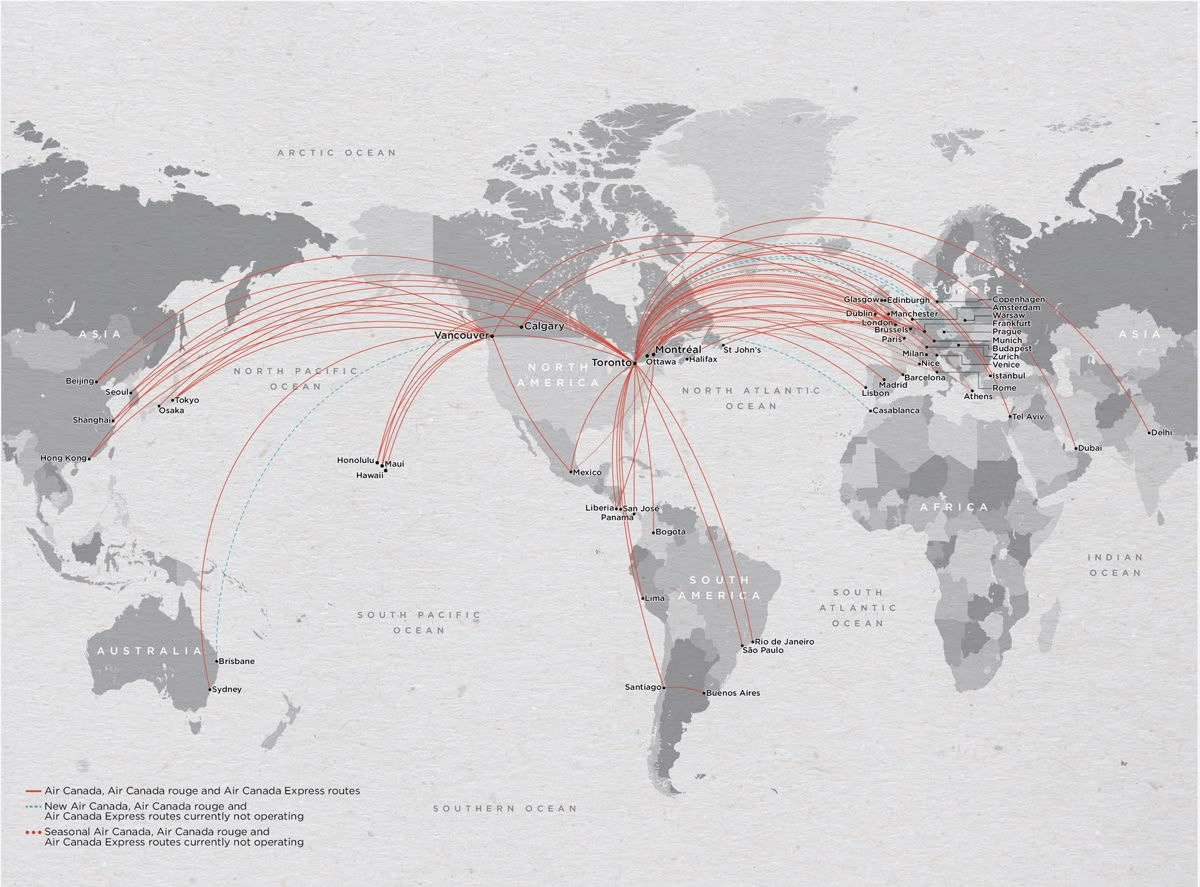 ARCTIC OCEAN
ASIA
NORTH PACIFIC
OCEAN
Beijing
Seoul
Tokyo
Osaka
Shanghai
Hong Kong
Honolulu
Maui
Hawaii
Vancouver
Calgary
NORTH
AMERICA
Toronto
Montréal
Ottawa
Halifax
St John's
NORTH ATLANTIC
OCEAN
EUROPE
Glasgow
Edinburgh
Dublin
Manchester
London
Brussels
Paris
Milan
Nice
Barcelona
Madrid
Lisbon
Casablanca
Copenhagen
Amsterdam
Warsaw
Frankfurt
Prague
Munich
Budapest
Zurich
Venice
Istanbul
Rome
Athens
Tel Aviv
ASIA
Dubai
Delhi
Mexico
Liberia
San José
Panama
Bogotá
AFRICA
INDIAN
OCEAN
SOUTH
AMERICA
Lima
SOUTH
ATLANTIC
OCEAN
SOUTH PACIFIC
OCEAN
AUSTRALIA
Brisbane
Sydney
Rio de Janeiro
São Paulo
Santiago
Buenos Aires
Air Canada, Air Canada rouge and Air Canada Express routes
New Air Canada, Air Canada rouge and
Air Canada Express routes currently not operating
Seasonal Air Canada, Air Canada rouge and
Air Canada Express routes currently not operating
SOUTHERN OCEAN